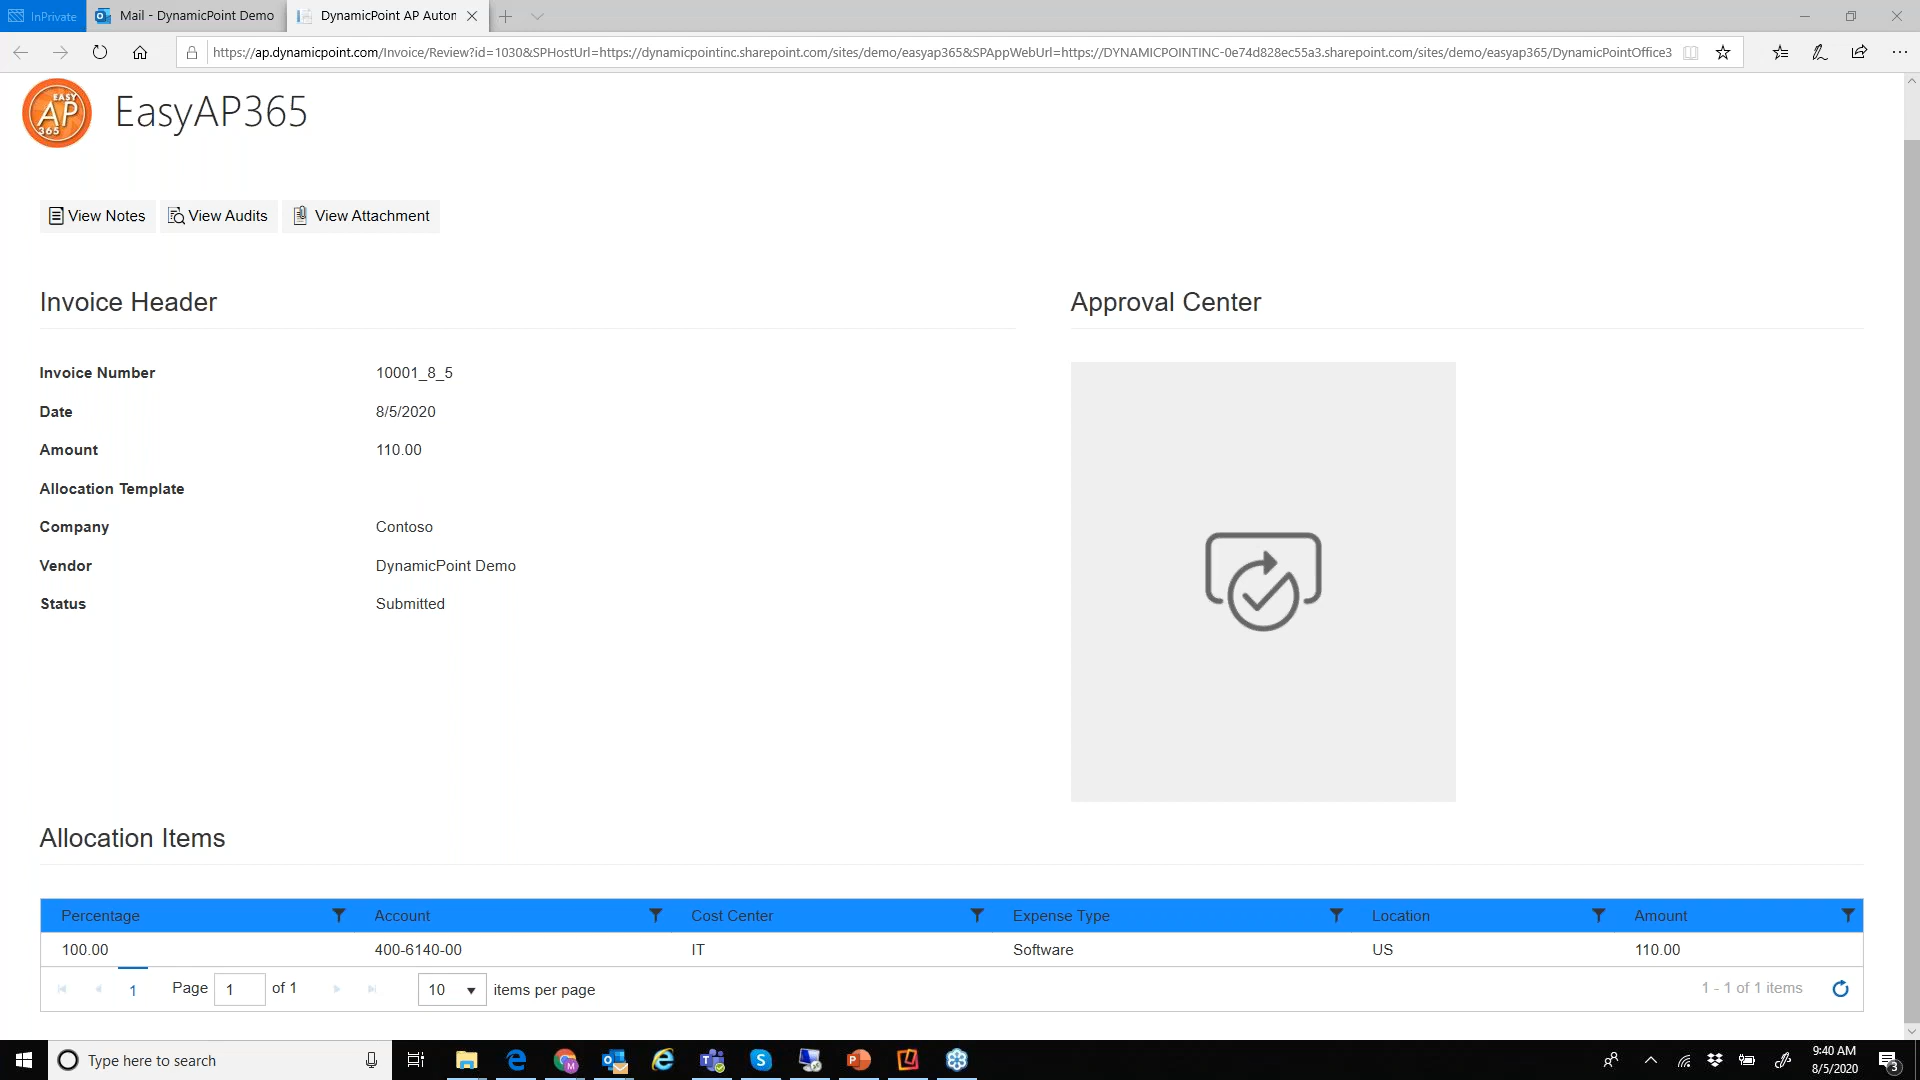 InPrivate
Mail - DynamicPoint Demo
DynamicPoint AP Autom
https://ap.dynamicpoint.com/Invoice/Review?id=1030&SPHostUrl=https://dynamicpointinc.sharepoint.com/sites/demo/easyap365&SPAppWebUrl=https://DYNAMICPOINTINC-0e74d828ec55a3.sharepoint.com/sites/demo/easyap365/DynamicPointOffice3
EASY
AP
365
EasyAP365
View Notes View Audits View Attachment
Invoice Header
Approval Center
Invoice Number 10001_8_5
Date 8/5/2020
Amount 110.00
Allocation Template
Company Contoso
Vendor DynamicPoint Demo
Status Submitted
Allocation Items
Percentage Account Cost Center Expense Type Location Amount
100.00 400-6140-00 IT Software US 110.00
1 Page 1 of 1 10 items per page 1 - 1 of 1 items
Type here to search
9:40 AM
8/5/2020
3